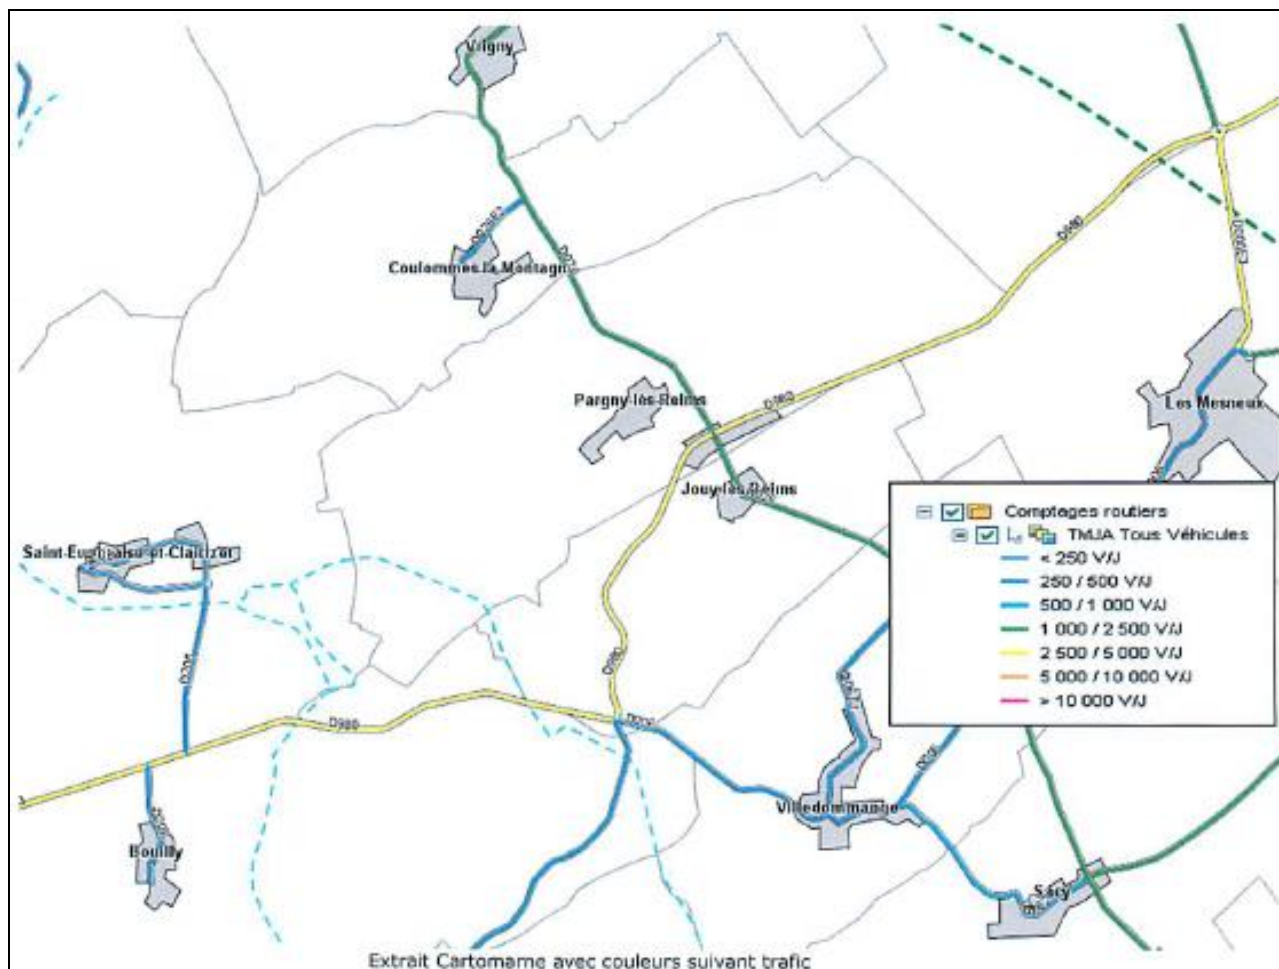 Vrigny
Coulommes-la-Montagn
D980
Pargny-lès-Reims
D980
Les Mesneux
Jouy-lès-Reims
Comptages routiers
TMJA Tous Véhicules
< 250 V/J
250 / 500 V/J
500 / 1 000 V/J
1 000 / 2 500 V/J
2 500 / 5 000 V/J
5 000 / 10 000 V/J
> 10 000 V/J
Saint-Euphraise-et-Clairizet
D980
D980
Villedommange
Bouilly
Sacy
Extrait Cartomarne avec couleurs suivant trafic